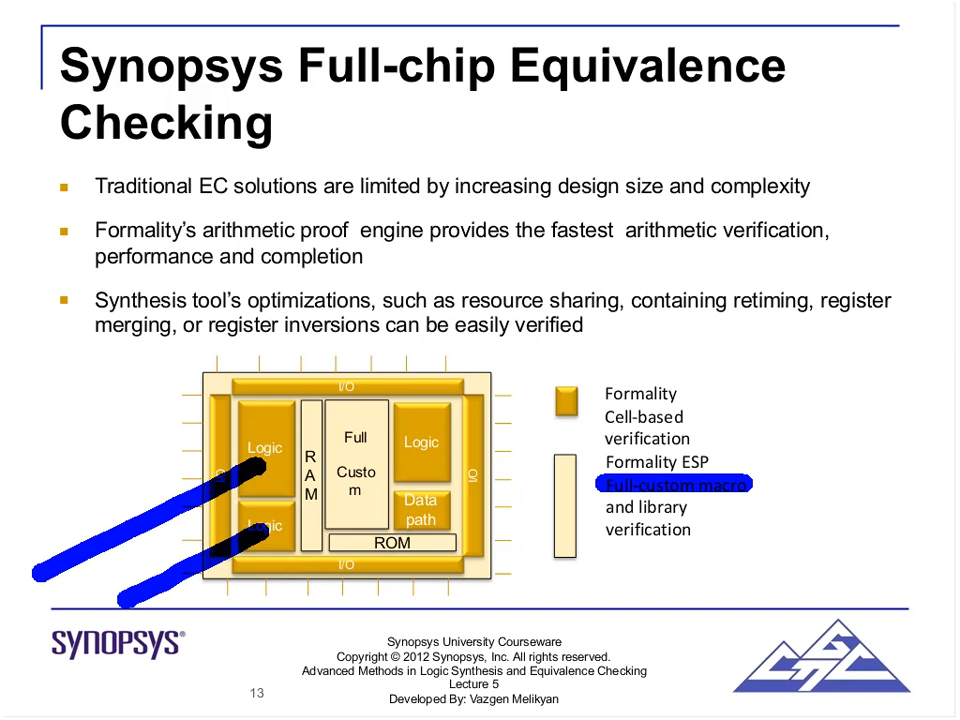 Synopsys Full-chip Equivalence
Checking
Traditional EC solutions are limited by increasing design size and complexity
Formality’s arithmetic proof engine provides the fastest arithmetic verification,
performance and completion
Synthesis tool’s optimizations, such as resource sharing, containing retiming, register
merging, or register inversions can be easily verified
I/O
Logic
I/O
R
A
M
Full
Custo
m
Logic
I/O
Logic
Data
path
ROM
I/O
Formality
Cell-based
verification
Formality ESP
Full-custom macro
and library
verification
SYNOPSYS®
Synopsys University Courseware
Copyright © 2012 Synopsys, Inc. All rights reserved.
Advanced Methods in Logic Synthesis and Equivalence Checking
Lecture 5
Developed By: Vazgen Melikyan
13